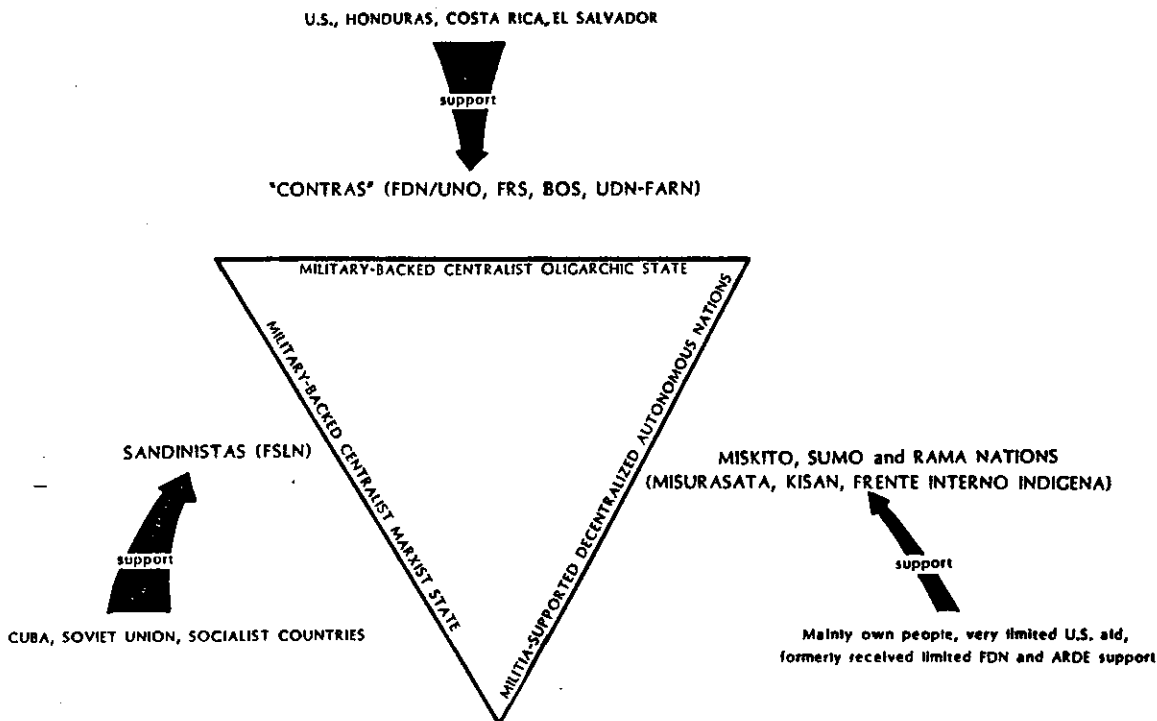 U.S., HONDURAS, COSTA RICA, EL SALVADOR
support
"CONTRAS" (FDN/UNO, FRS, BOS, UDN-FARN)
MILITARY-BACKED CENTRALIST OLIGARCHIC STATE
MILITARY-BACKED CENTRALIST MARXIST STATE
MILITIA-SUPPORTED DECENTRALIZED AUTONOMOUS NATIONS
SANDINISTAS (FSLN)
support
CUBA, SOVIET UNION, SOCIALIST COUNTRIES
MISKITO, SUMO and RAMA NATIONS
(MISURASATA, KISAN, FRENTE INTERNO INDIGENA)
support
Mainly own people, very limited U.S. aid,
formerly received limited FDN and ARDE support